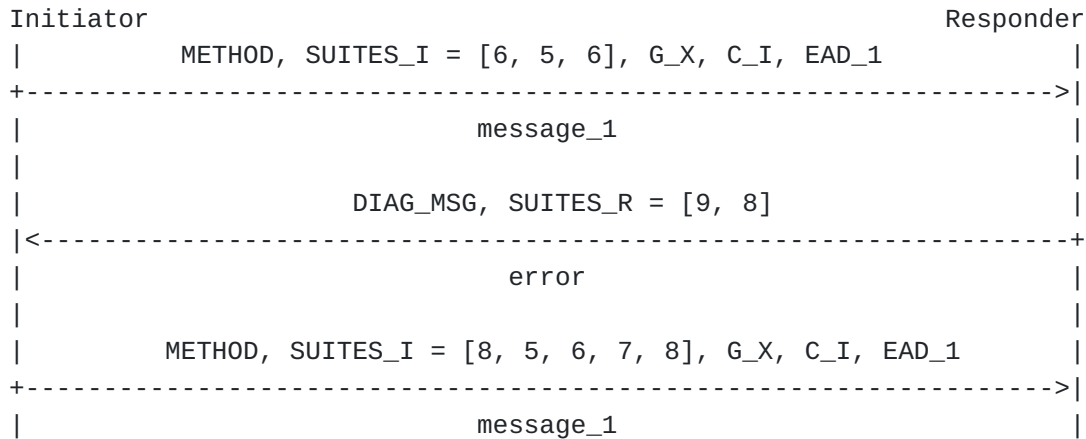 Initiator                                                   Responder
|          METHOD, SUITES_I = [6, 5, 6], G_X, C_I, EAD_1            |
+------------------------------------------------------------------>|
|                             message_1                             |
|                                                                   |
|                     DIAG_MSG, SUITES_R = [9, 8]                   |
|<------------------------------------------------------------------+
|                               error                               |
|                                                                   |
|         METHOD, SUITES_I = [8, 5, 6, 7, 8], G_X, C_I, EAD_1       |
+------------------------------------------------------------------>|
|                             message_1                             |